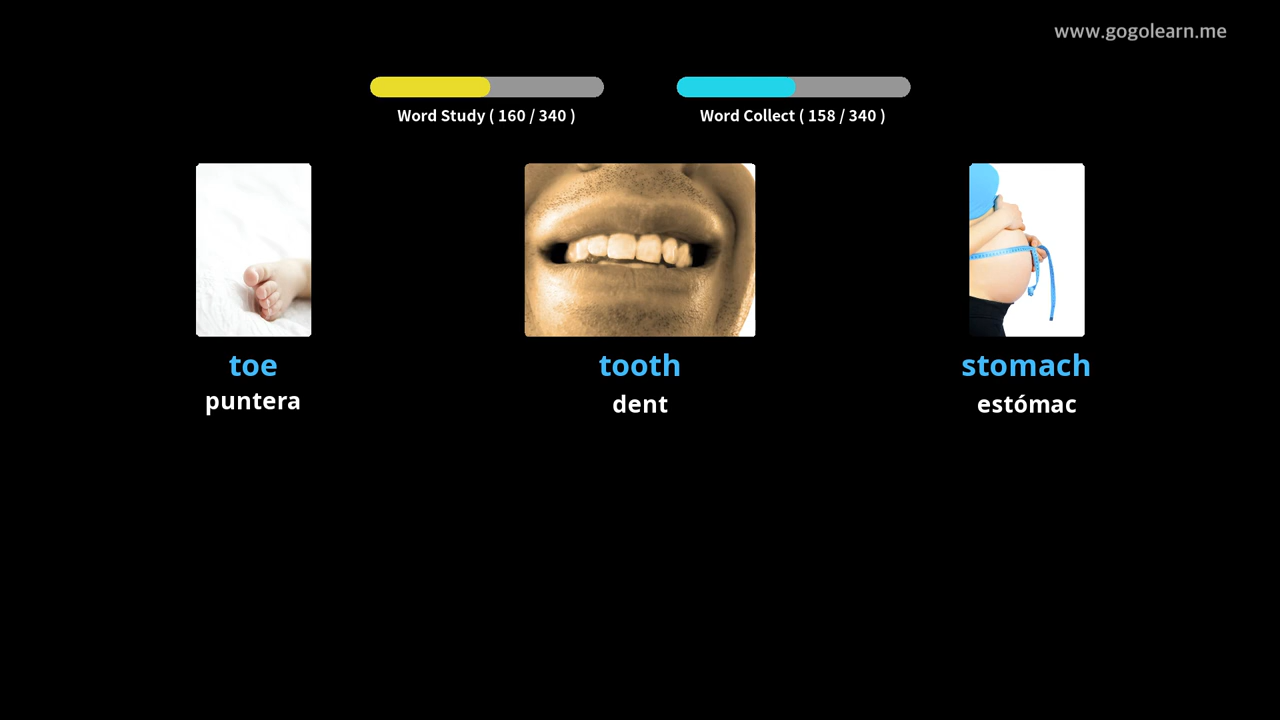 www.gogolearn.me
Word Study ( 160 / 340 )
Word Collect ( 158 / 340 )
toe
tooth
stomach
puntera
dent
estómac